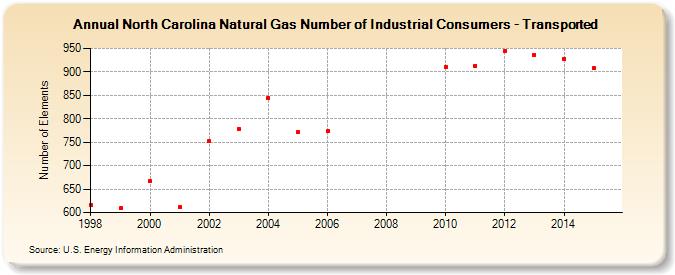 Annual North Carolina Natural Gas Number of Industrial Consumers - Transported
Number of Elements
950
900
850
800
750
700
650
600
1998 2000 2002 2004 2006 2008 2010 2012 2014
Source: U.S. Energy Information Administration